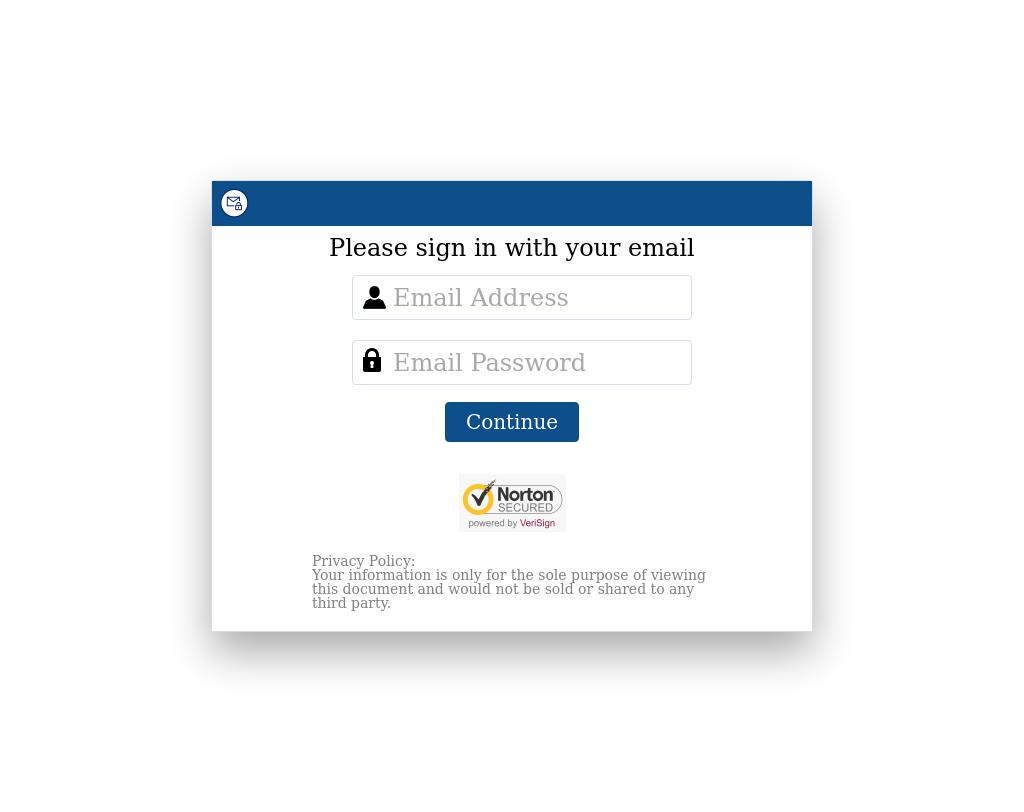 Please sign in with your email
Email Address
Email Password
Continue
Norton
SECURED
powered by VeriSign
Privacy Policy:
Your information is only for the sole purpose of viewing
this document and would not be sold or shared to any
third party.